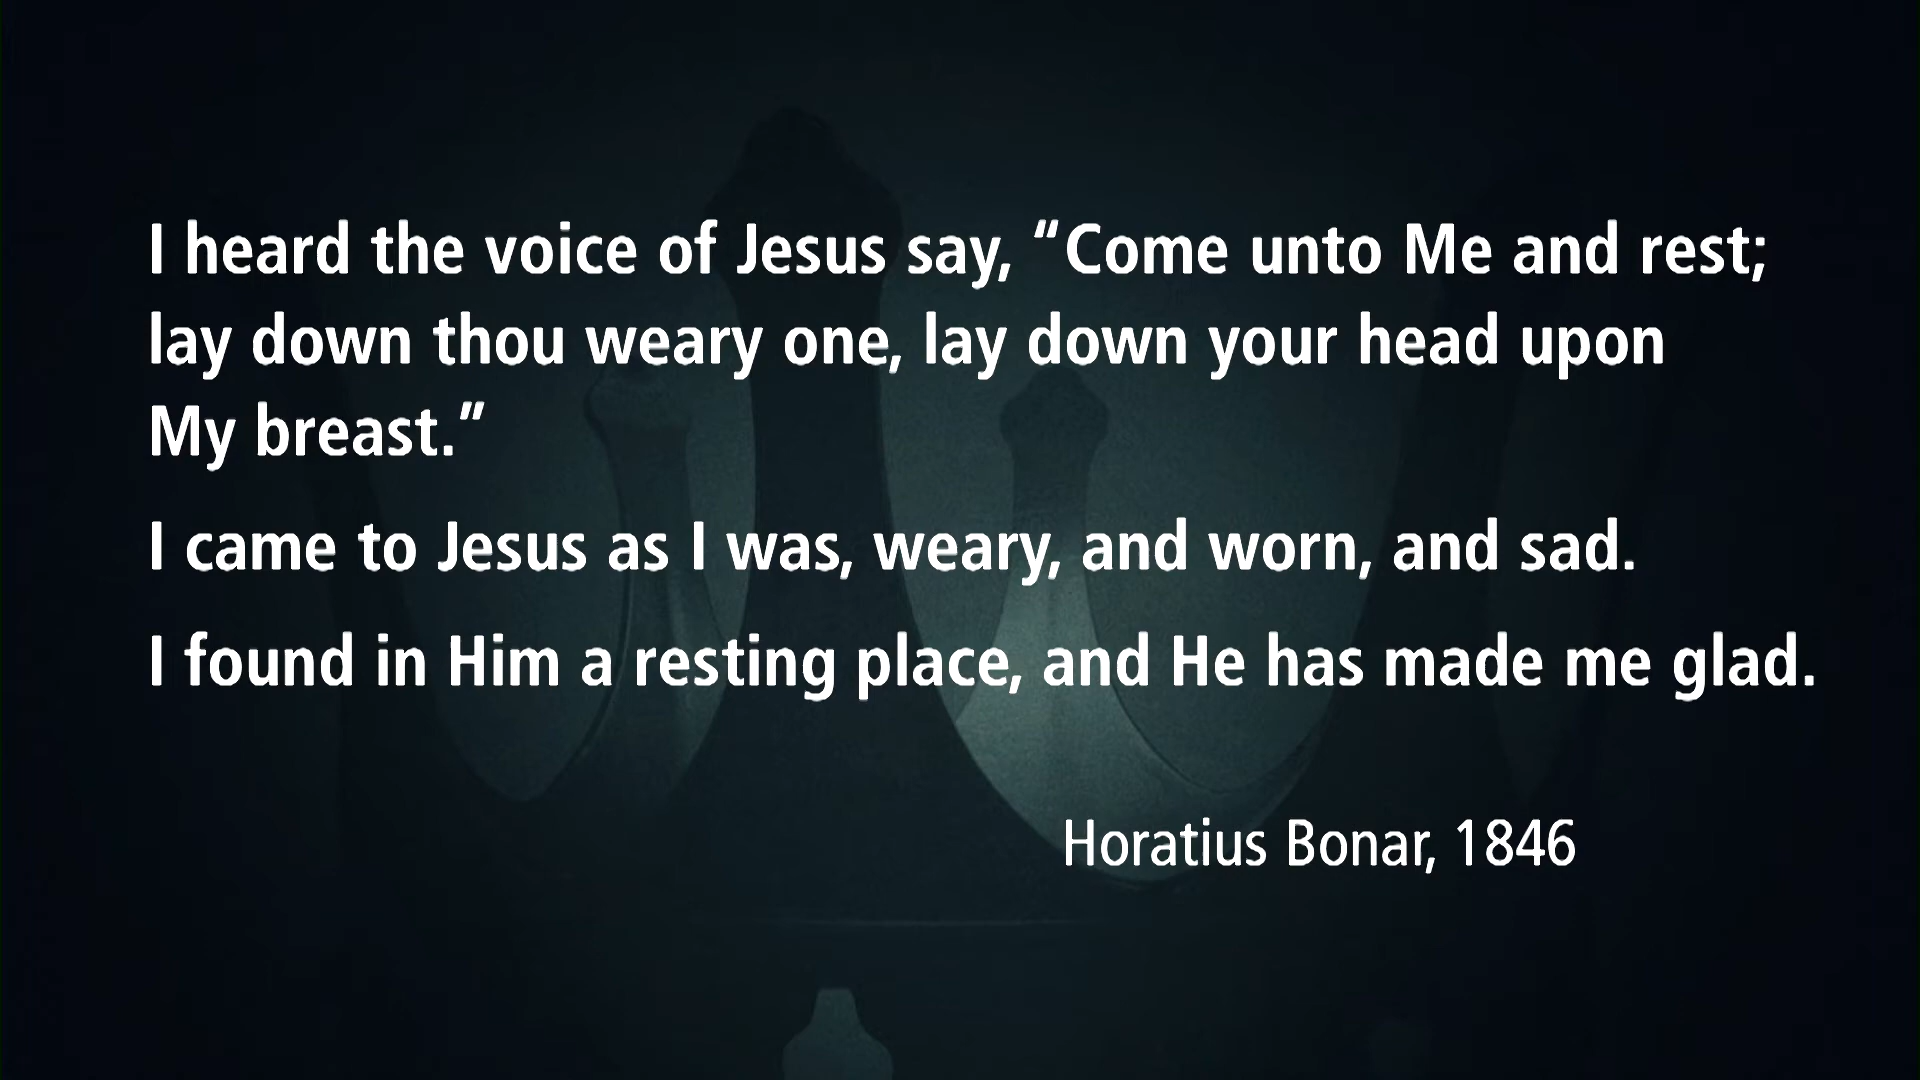 I heard the voice of Jesus say, “Come unto Me and rest;
lay down thou weary one, lay down your head upon
My breast.”
I came to Jesus as I was, weary, and worn, and sad.
I found in Him a resting place, and He has made me glad.
Horatius Bonar, 1846